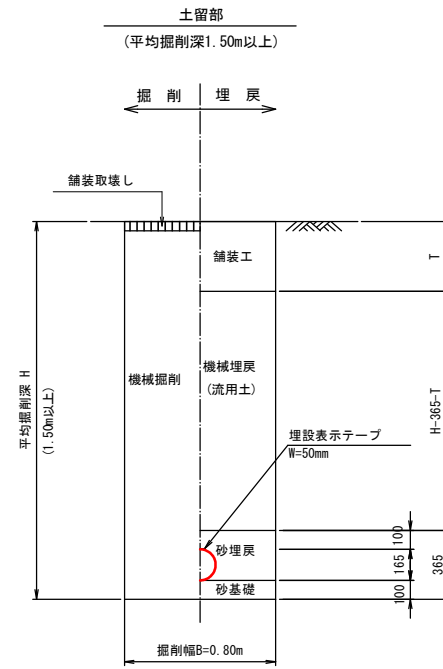 土留部
(平均掘削深1.50m以上)
掘 削
埋 戻
舗装取壊し
舗装工
T
平均掘削深 H
(1.50m以上)
機械掘削
機械埋戻
(流用土)
H-365-T
埋設表示テープ
W=50mm
砂埋戻
砂基礎
100
165
100
365
掘削幅B=0.80m